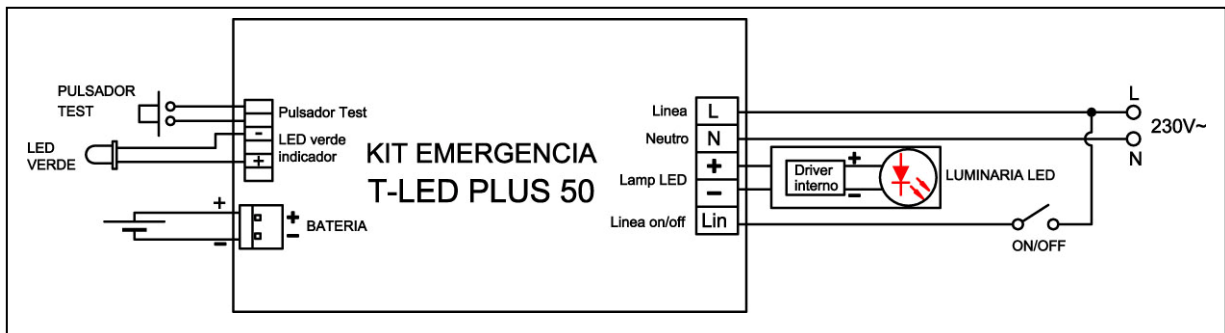 PULSADOR
TEST
Pulsador Test
-
LED verde
indicador
+
LED
VERDE
+
-
+
-
BATERIA
KIT EMERGENCIA
T-LED PLUS 50
Linea
L
Neutro
N
Lamp LED
+
-
Linea on/off
Lin
Driver
interno
+
-
LUMINARIA LED
L
230V~
N
ON/OFF